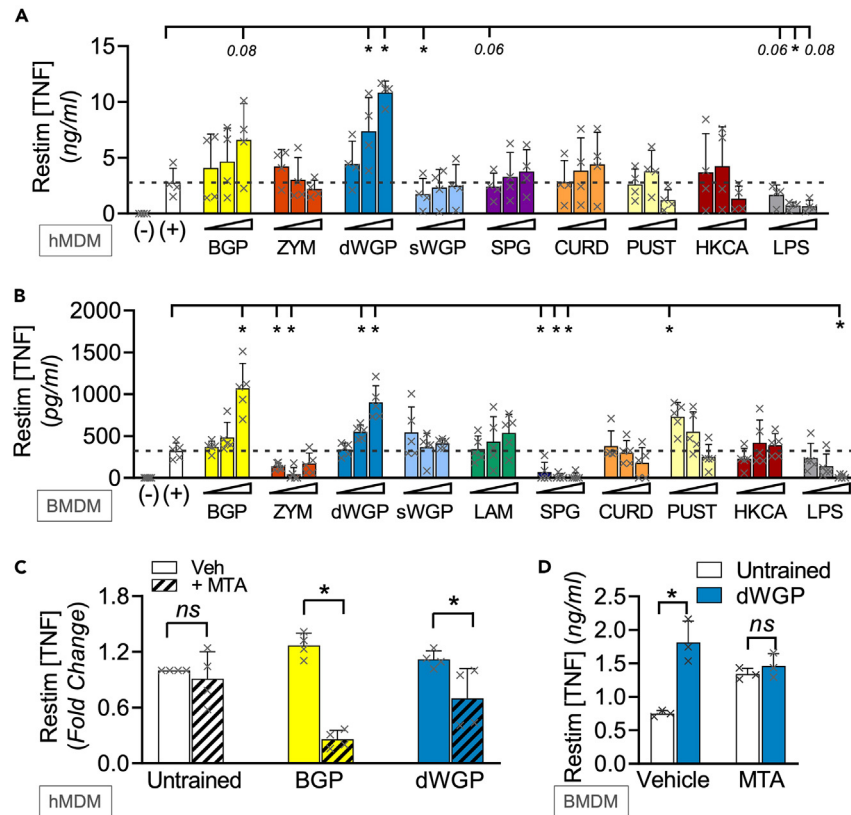 A
0.08
*
*
*
0.06
0.06
*
0.08
Restim [TNF]
(ng/ml)
15
10
5
0
(-)
(+)
BGP
ZYM
dWGP
sWGP
SPG
CURD
PUST
HKCA
LPS
hMDM
B
*
*
*
*
*
*
*
*
*
*
Restim [TNF]
(pg/ml)
2000
1500
1000
500
0
(-)
(+)
BGP
ZYM
dWGP
sWGP
LAM
SPG
CURD
PUST
HKCA
LPS
BMDM
C
Veh
+ MTA
ns
*
*
Restim [TNF]
(Fold Change)
1.8
1.2
0.6
0.0
Untrained
BGP
dWGP
hMDM
D
Untrained
dWGP
*
ns
Restim [TNF] (ng/ml)
2.5
2.0
1.5
1.0
0.5
0.0
Vehicle
MTA
BMDM